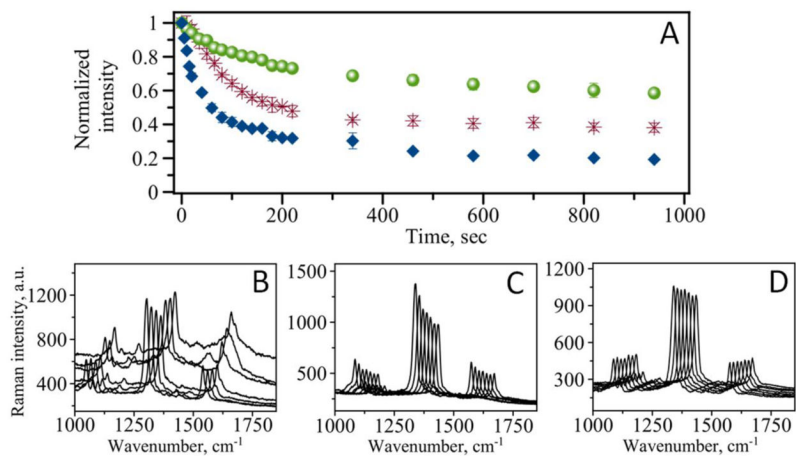 A
Normalized
intensity
1
0.8
0.6
0.4
0.2
0
0 200 400 600 800 1000
Time, sec
B
Raman intensity, a.u.
1200
800
400
1000 1250 1500 1750
Wavenumber, cm-1
C
1500
1000
500
1000 1250 1500 1750
Wavenumber, cm-1
D
1200
900
600
300
1000 1250 1500 1750
Wavenumber, cm-1